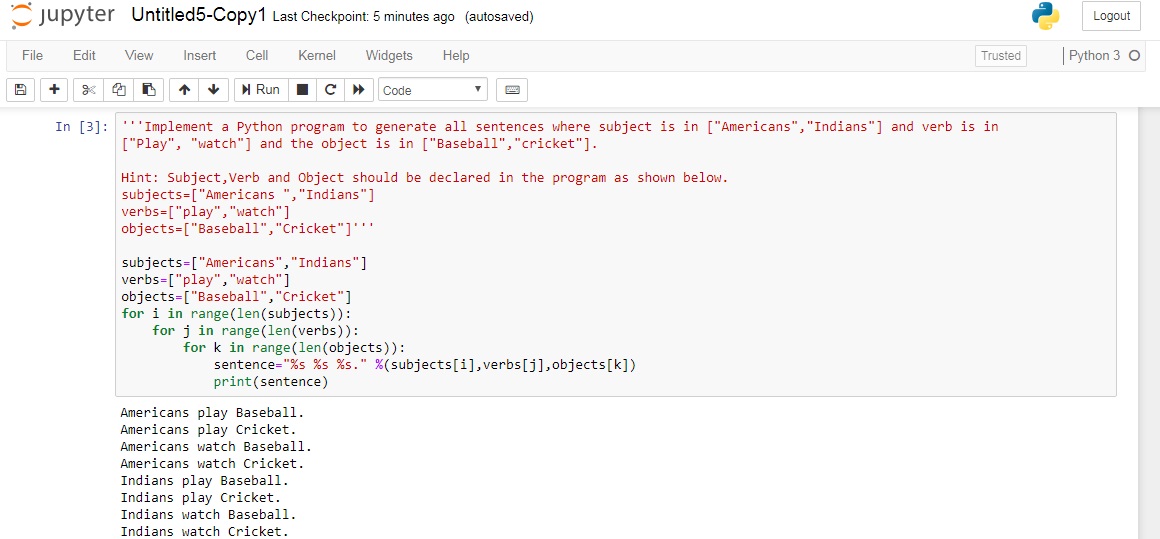 jupyter Untitled5-Copy1 Last Checkpoint: 5 minutes ago (autosaved) Logout
File Edit View Insert Cell Kernel Widgets Help Trusted Python 3
Run Code
In [3]: '''Implement a Python program to generate all sentences where subject is in ["Americans","Indians"] and verb is in
["Play", "watch"] and the object is in ["Baseball","cricket"].
Hint: Subject,Verb and Object should be declared in the program as shown below.
subjects=["Americans ","Indians"]
verbs=["play","watch"]
objects=["Baseball","Cricket"]'''
subjects=["Americans","Indians"]
verbs=["play","watch"]
objects=["Baseball","Cricket"]
for i in range(len(subjects)):
    for j in range(len(verbs)):
        for k in range(len(objects)):
            sentence="%s %s %s." %(subjects[i],verbs[j],objects[k])
            print(sentence)
Americans play Baseball.
Americans play Cricket.
Americans watch Baseball.
Americans watch Cricket.
Indians play Baseball.
Indians play Cricket.
Indians watch Baseball.
Indians watch Cricket.